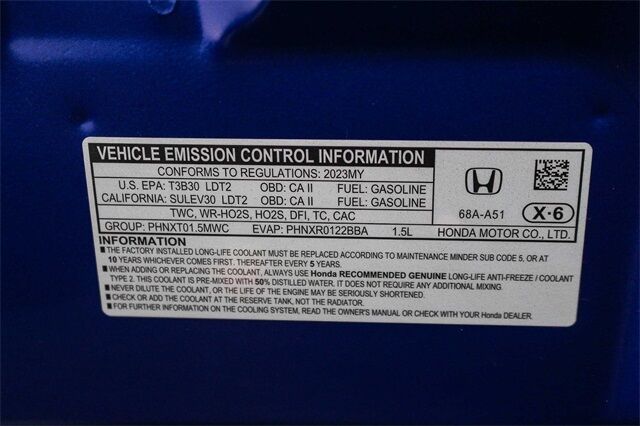 VEHICLE EMISSION CONTROL INFORMATION
CONFORMS TO REGULATIONS: 2023MY
U.S. EPA: T3B30 LDT2 OBD: CA II FUEL: GASOLINE
CALIFORNIA: SULEV30 LDT2 OBD: CA II FUEL: GASOLINE
TWC, WR-HO2S, HO2S, DFI, TC, CAC
68A-A51 X·6
GROUP: PHNXT01.5MWC EVAP: PHNXR0122BBA 1.5L HONDA MOTOR CO., LTD.
INFORMATION
■ THE FACTORY FILLED LONG-LIFE COOLANT MUST BE REPLACED ACCORDING TO MAINTENANCE MINDER SUB CODE 5, OR AT
10 YEARS WHICHEVER COMES FIRST. THEREAFTER EVERY 5 YEARS.
■ WHEN ADDING OR REPLACING THE COOLANT, ALWAYS USE Honda RECOMMENDED GENUINE LONG-LIFE ANTI-FREEZE / COOLANT
TYPE 2. THIS COOLANT IS PRE-MIXED WITH 50% DISTILLED WATER. IT DOES NOT REQUIRE ANY ADDITIONAL MIXING.
■ NEVER DILUTE THE COOLANT, OR THE LIFE OF THE ENGINE MAY BE SERIOUSLY SHORTENED.
■ CHECK OR ADD THE COOLANT AT THE RESERVE TANK, NOT THE RADIATOR.
■ FOR FURTHER INFORMATION ON THE COOLING SYSTEM, READ THE OWNER'S MANUAL OR CHECK WITH YOUR Honda DEALER.